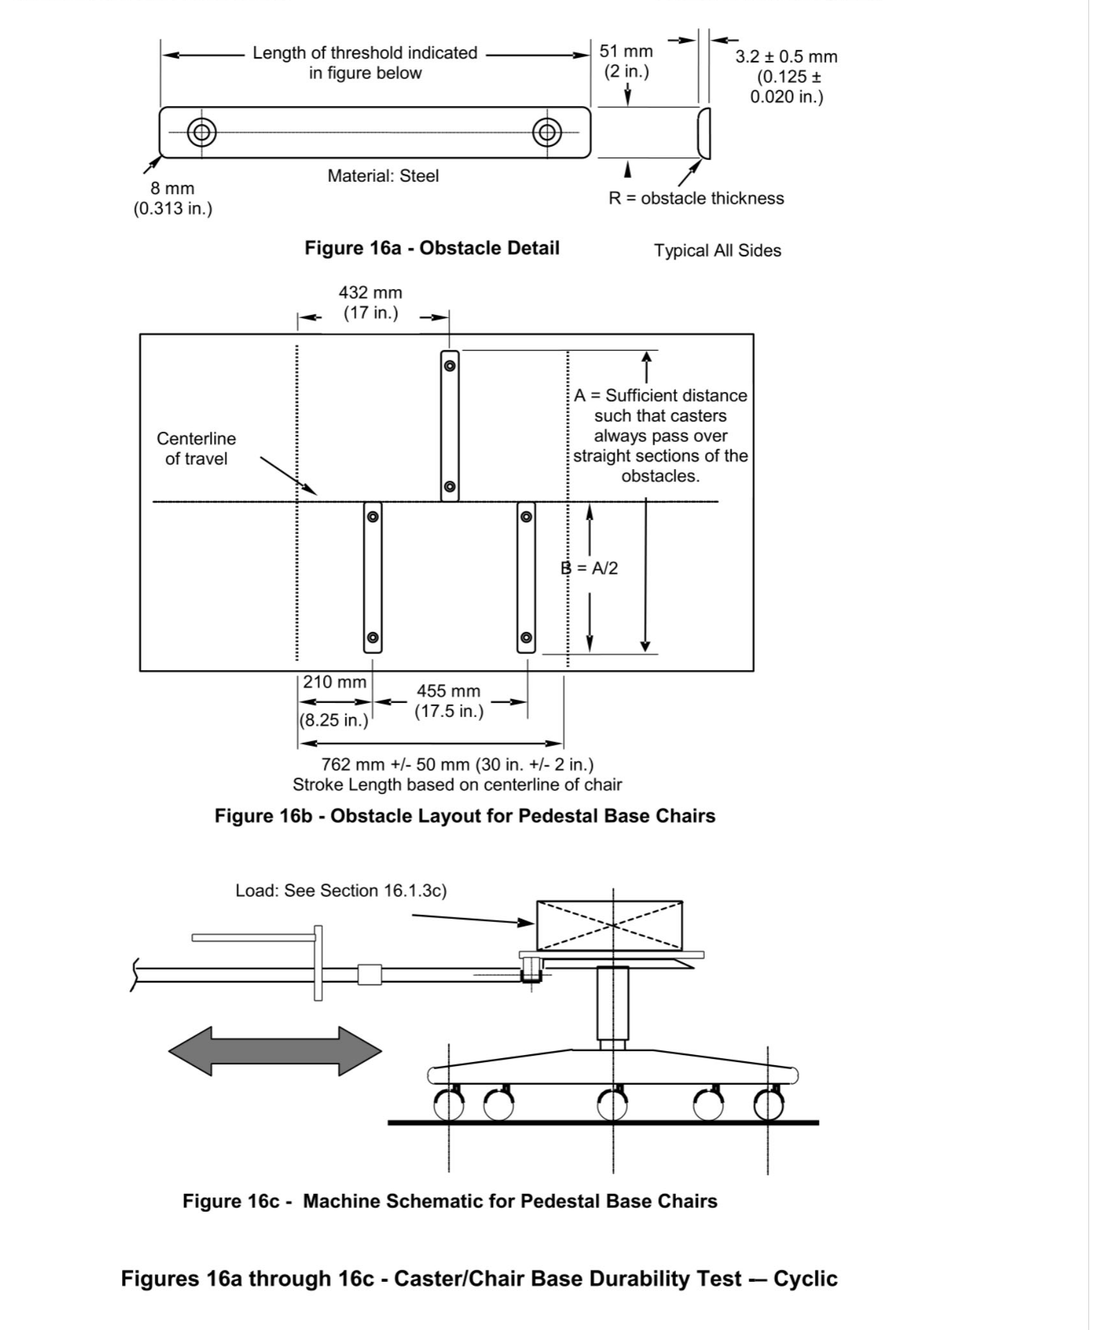 Length of threshold indicated
in figure below
51 mm
(2 in.)
3.2 ± 0.5 mm
(0.125 ±
0.020 in.)
8 mm
(0.313 in.)
Material: Steel
R = obstacle thickness
Figure 16a - Obstacle Detail
Typical All Sides
432 mm
(17 in.)
Centerline
of travel
A = Sufficient distance
such that casters
always pass over
straight sections of the
obstacles.
B = A/2
210 mm
(8.25 in.)
455 mm
(17.5 in.)
762 mm +/- 50 mm (30 in. +/- 2 in.)
Stroke Length based on centerline of chair
Figure 16b - Obstacle Layout for Pedestal Base Chairs
Load: See Section 16.1.3c)
Figure 16c - Machine Schematic for Pedestal Base Chairs
Figures 16a through 16c - Caster/Chair Base Durability Test — Cyclic